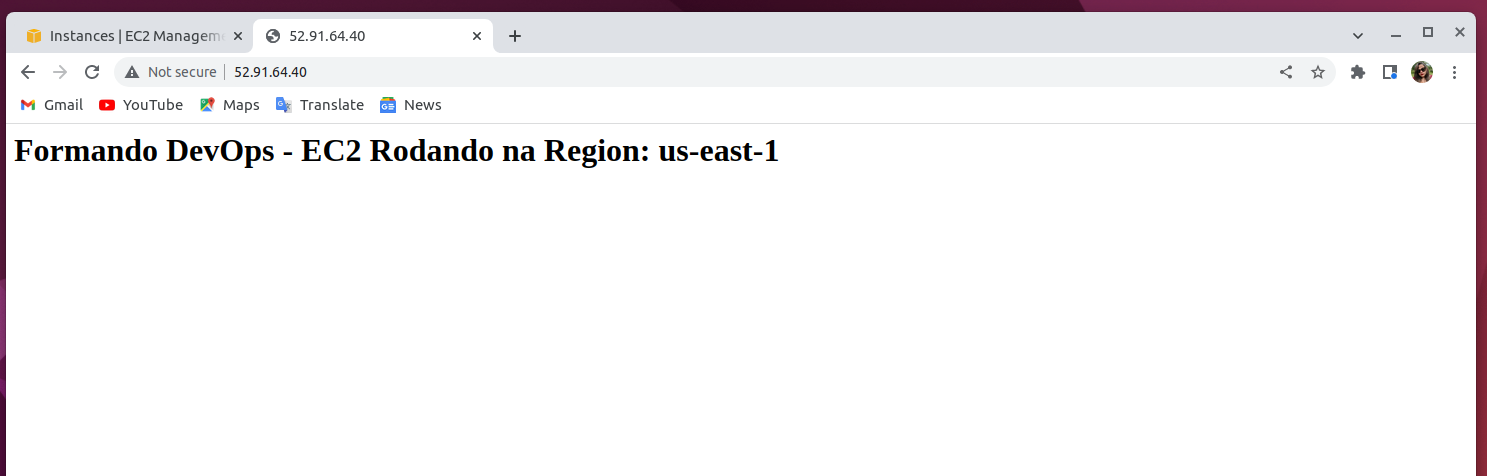 Instances | EC2 Managem
52.91.64.40
Not secure
52.91.64.40
Gmail
YouTube
Maps
Translate
News
Formando DevOps - EC2 Rodando na Region: us-east-1